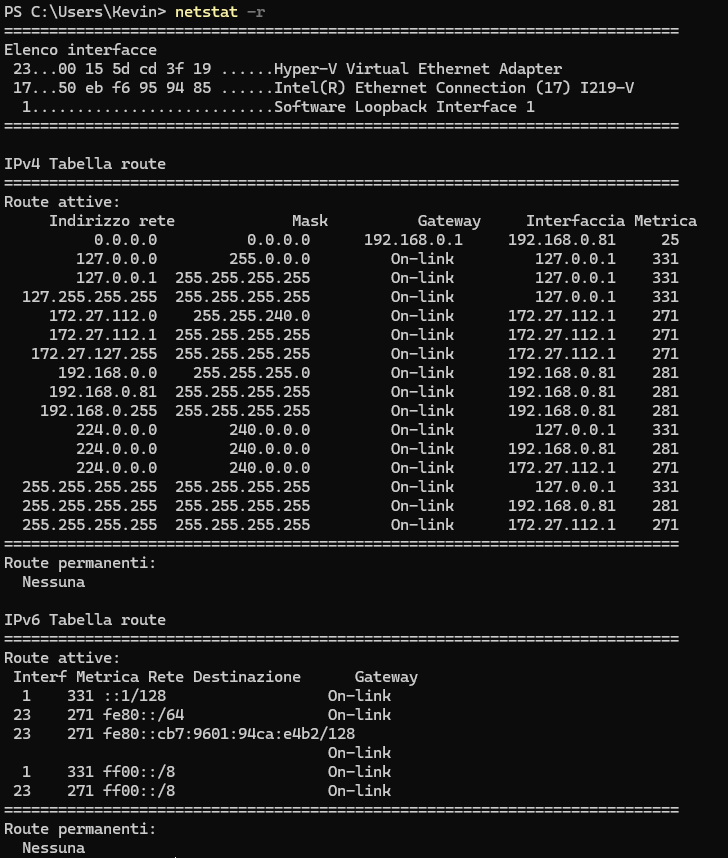 PS C:\Users\Kevin> netstat -r
===========================================================================
Elenco interfacce
 23...00 15 5d cd 3f 19 ......Hyper-V Virtual Ethernet Adapter
 17...50 eb f6 95 94 85 ......Intel(R) Ethernet Connection (17) I219-V
  1...........................Software Loopback Interface 1
===========================================================================

IPv4 Tabella route
===========================================================================
Route attive:
     Indirizzo rete             Mask          Gateway     Interfaccia Metrica
          0.0.0.0          0.0.0.0      192.168.0.1     192.168.0.81     25
        127.0.0.0        255.0.0.0         On-link         127.0.0.1    331
        127.0.0.1  255.255.255.255         On-link         127.0.0.1    331
  127.255.255.255  255.255.255.255         On-link         127.0.0.1    331
     172.27.112.0    255.255.240.0         On-link      172.27.112.1    271
     172.27.112.1  255.255.255.255         On-link      172.27.112.1    271
   172.27.127.255  255.255.255.255         On-link      172.27.112.1    271
      192.168.0.0    255.255.255.0         On-link      192.168.0.81    281
     192.168.0.81  255.255.255.255         On-link      192.168.0.81    281
    192.168.0.255  255.255.255.255         On-link      192.168.0.81    281
        224.0.0.0        240.0.0.0         On-link         127.0.0.1    331
        224.0.0.0        240.0.0.0         On-link      192.168.0.81    281
        224.0.0.0        240.0.0.0         On-link      172.27.112.1    271
  255.255.255.255  255.255.255.255         On-link         127.0.0.1    331
  255.255.255.255  255.255.255.255         On-link      192.168.0.81    281
  255.255.255.255  255.255.255.255         On-link      172.27.112.1    271
===========================================================================
Route permanenti:
  Nessuna

IPv6 Tabella route
===========================================================================
Route attive:
 Interf Metrica Rete Destinazione      Gateway
  1    331 ::1/128                  On-link
 23    271 fe80::/64                On-link
 23    271 fe80::cb7:9601:94ca:e4b2/128
                                    On-link
  1    331 ff00::/8                 On-link
 23    271 ff00::/8                 On-link
===========================================================================
Route permanenti:
  Nessuna